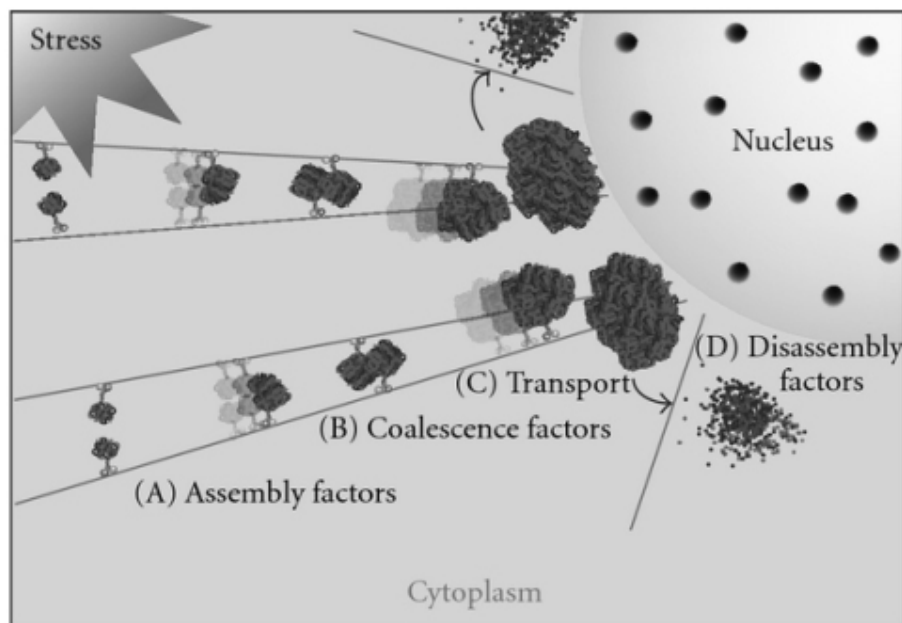 Stress
Nucleus
(D) Disassembly
factors
(C) Transport
(B) Coalescence factors
(A) Assembly factors
Cytoplasm